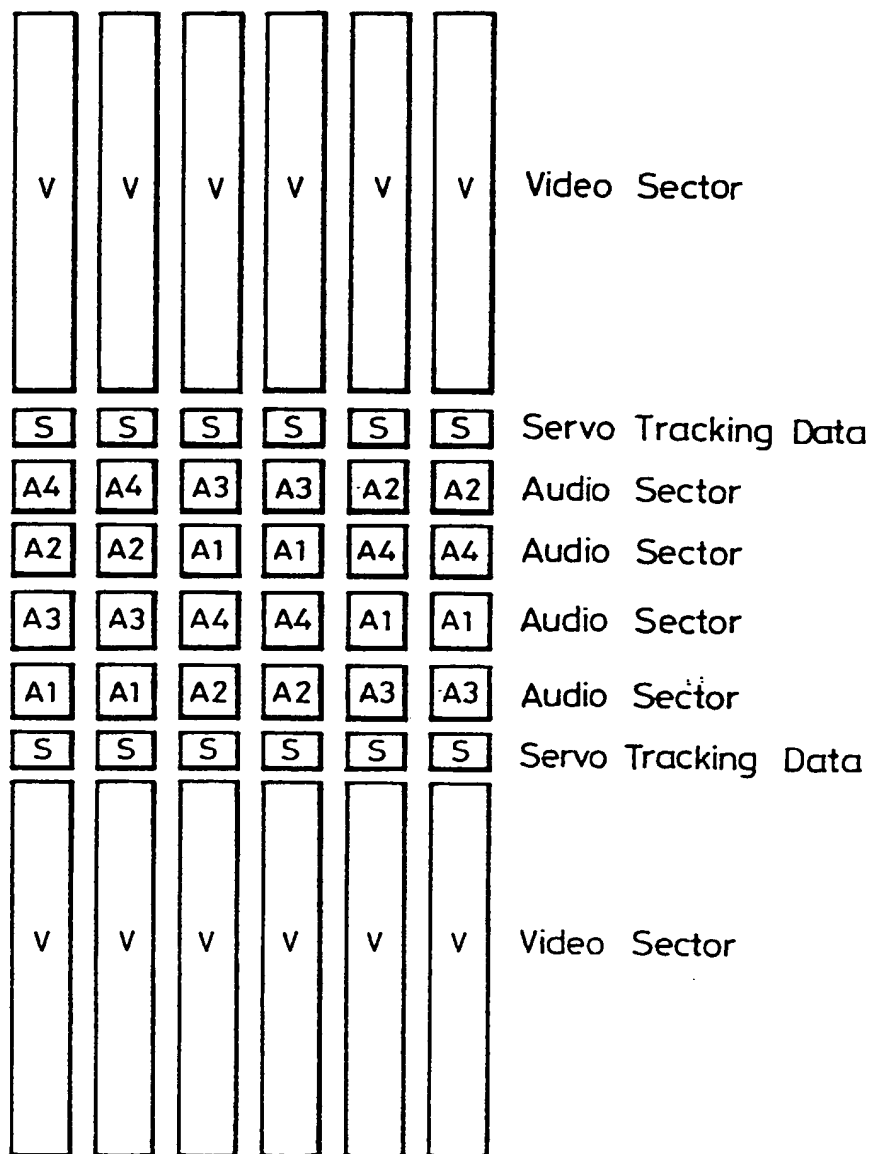 V V V V V V Video Sector
S S S S S S Servo Tracking Data
A4 A4 A3 A3 A2 A2 Audio Sector
A2 A2 A1 A1 A4 A4 Audio Sector
A3 A3 A4 A4 A1 A1 Audio Sector
A1 A1 A2 A2 A3 A3 Audio Sector
S S S S S S Servo Tracking Data
V V V V V V Video Sector